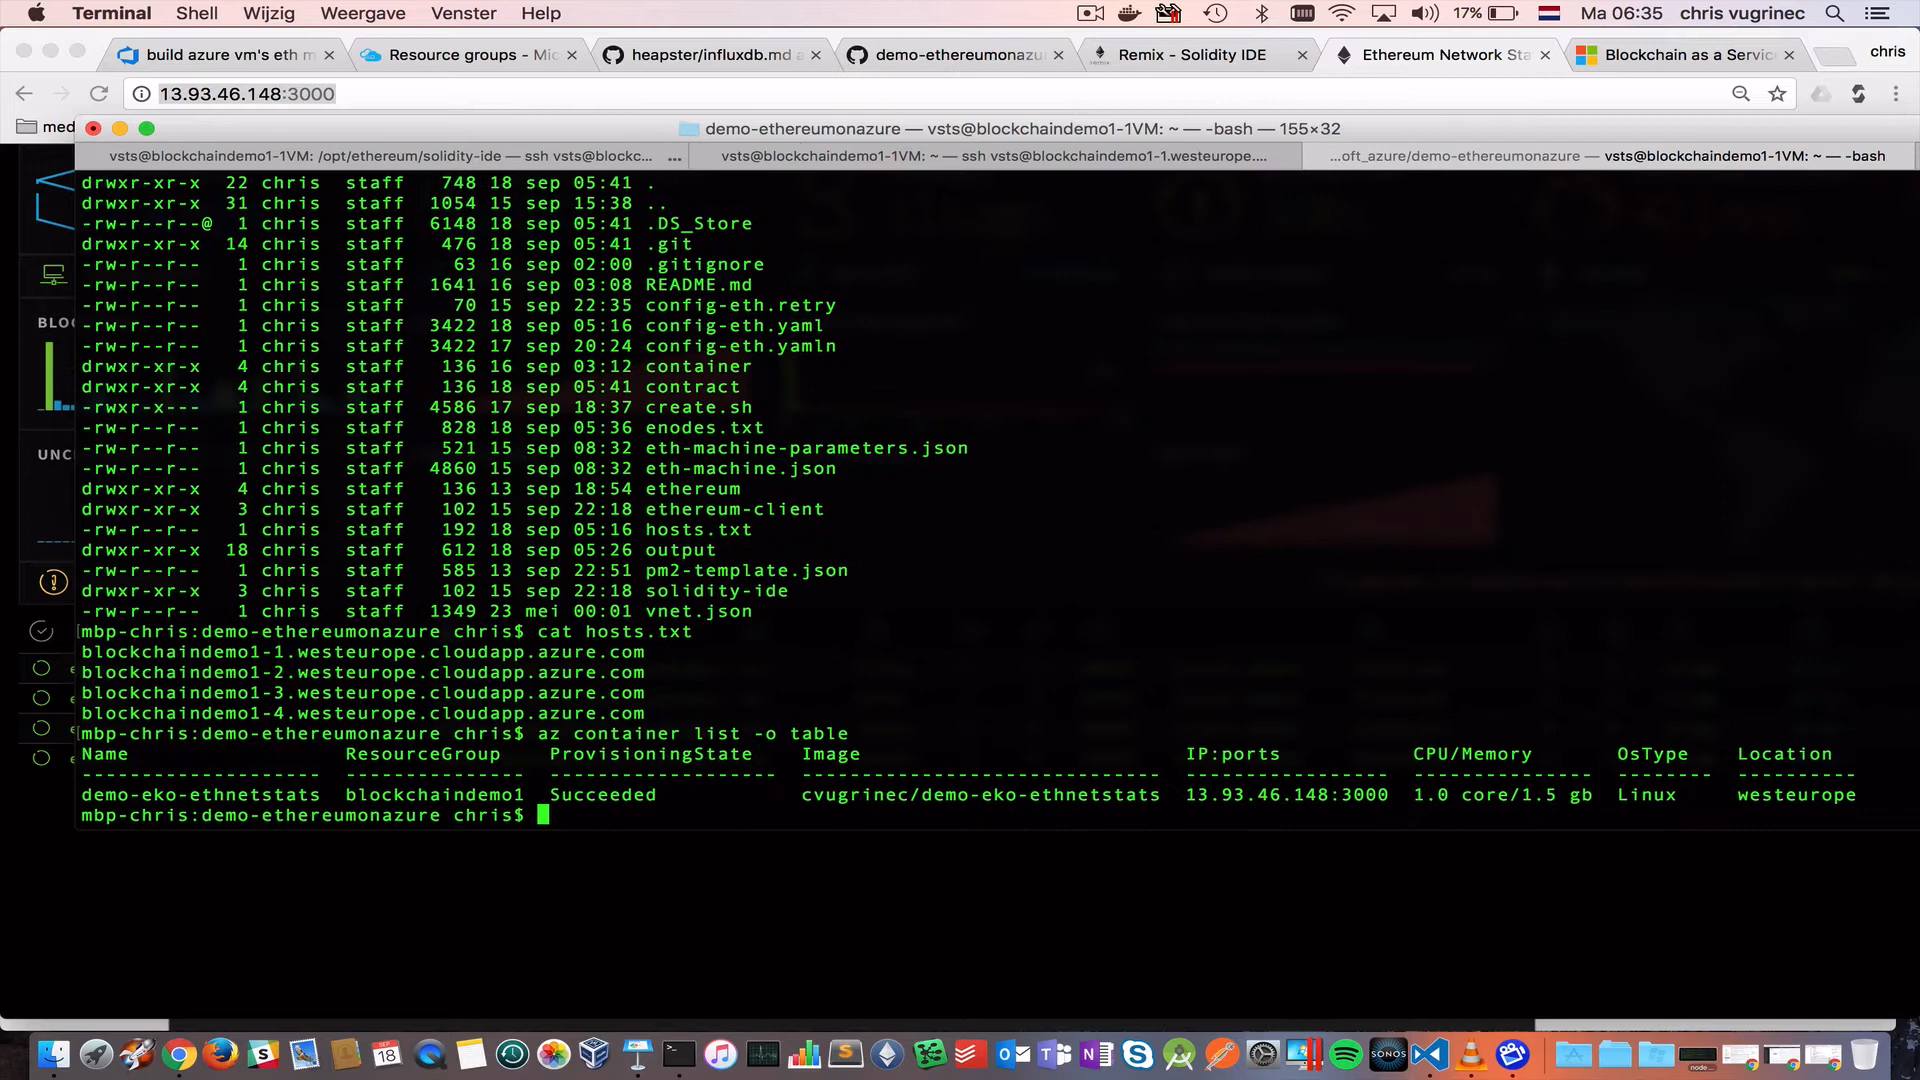 Terminal Shell Wijzig Weergave Venster Help 17% Ma 06:35 chris vugrinec
build azure vm's eth m Resource groups - Mic heapster/influxdb.md a demo-ethereumonazur Remix - Solidity IDE Ethereum Network Sta Blockchain as a Servic chris
13.93.46.148:3000
med
demo-ethereumonazure — vsts@blockchaindemo1-1VM: ~ — -bash — 155×32
vsts@blockchaindemo1-1VM: /opt/ethereum/solidity-ide — ssh vsts@blockc... ... vsts@blockchaindemo1-1VM: ~ — ssh vsts@blockchaindemo1-1.westeurope.... ...oft_azure/demo-ethereumonazure — vsts@blockchaindemo1-1VM: ~ — -bash
drwxr-xr-x 22 chris staff 748 18 sep 05:41 .
drwxr-xr-x 31 chris staff 1054 15 sep 15:38 ..
-rw-r--r--@ 1 chris staff 6148 18 sep 05:41 .DS_Store
drwxr-xr-x 14 chris staff 476 18 sep 05:41 .git
-rw-r--r-- 1 chris staff 63 16 sep 02:00 .gitignore
-rw-r--r-- 1 chris staff 1641 16 sep 03:08 README.md
-rw-r--r-- 1 chris staff 70 15 sep 22:35 config-eth.retry
-rw-r--r-- 1 chris staff 3422 18 sep 05:16 config-eth.yaml
-rw-r--r-- 1 chris staff 3422 17 sep 20:24 config-eth.yamln
drwxr-xr-x 4 chris staff 136 16 sep 03:12 container
drwxr-xr-x 4 chris staff 136 18 sep 05:41 contract
-rwxr-x--- 1 chris staff 4586 17 sep 18:37 create.sh
-rw-r--r-- 1 chris staff 828 18 sep 05:36 enodes.txt
-rw-r--r-- 1 chris staff 521 15 sep 08:32 eth-machine-parameters.json
-rw-r--r-- 1 chris staff 4860 15 sep 08:32 eth-machine.json
drwxr-xr-x 4 chris staff 136 13 sep 18:54 ethereum
drwxr-xr-x 3 chris staff 102 15 sep 22:18 ethereum-client
-rw-r--r-- 1 chris staff 192 18 sep 05:16 hosts.txt
drwxr-xr-x 18 chris staff 612 18 sep 05:26 output
-rw-r--r-- 1 chris staff 585 13 sep 22:51 pm2-template.json
drwxr-xr-x 3 chris staff 102 15 sep 22:18 solidity-ide
-rw-r--r-- 1 chris staff 1349 23 mei 00:01 vnet.json
[mbp-chris:demo-ethereumonazure chris$ cat hosts.txt
blockchaindemo1-1.westeurope.cloudapp.azure.com
blockchaindemo1-2.westeurope.cloudapp.azure.com
blockchaindemo1-3.westeurope.cloudapp.azure.com
blockchaindemo1-4.westeurope.cloudapp.azure.com
[mbp-chris:demo-ethereumonazure chris$ az container list -o table
Name ResourceGroup ProvisioningState Image IP:ports CPU/Memory OsType Location
-------------------- --------------- ------------------- ------------------------------ ----------------- --------------- -------- ----------
demo-eko-ethnetstats blockchaindemo1 Succeeded cvugrinec/demo-eko-ethnetstats 13.93.46.148:3000 1.0 core/1.5 gb Linux westeurope
mbp-chris:demo-ethereumonazure chris$
BLOC
UNC
SEP
18
SONOS